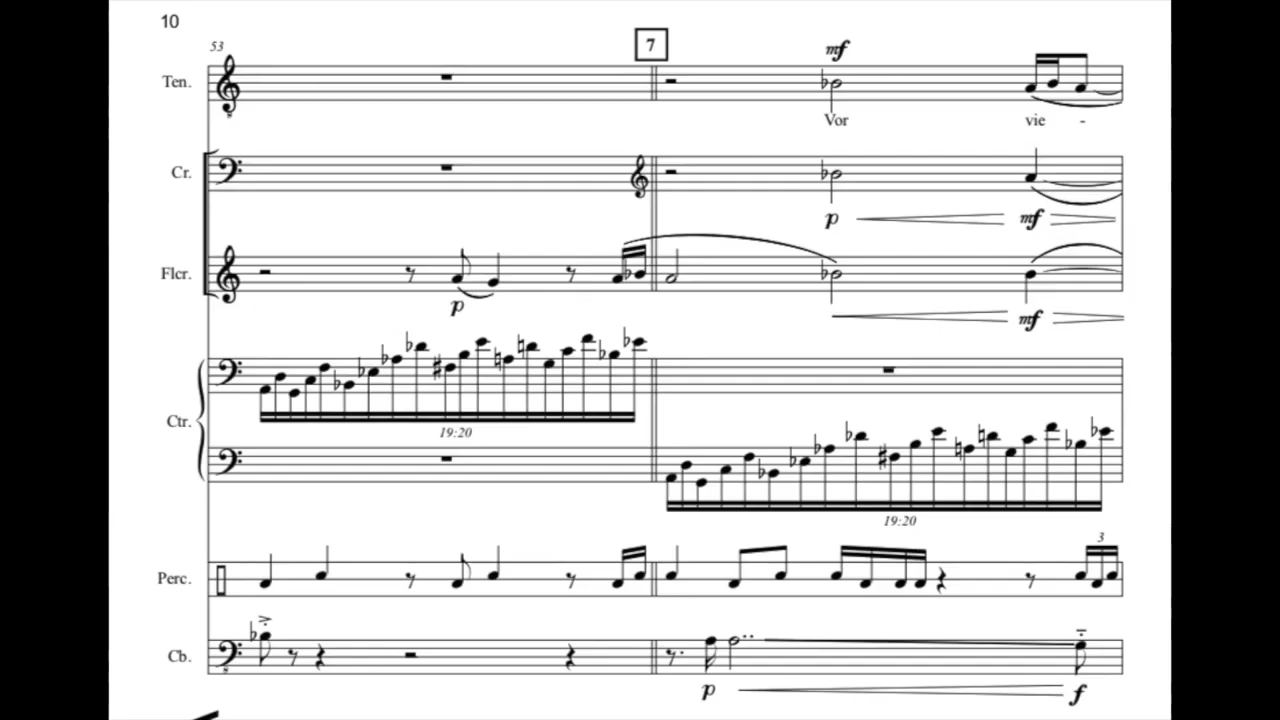 10
53
7
mf
Ten.
Vor vie -
Cr.
p mf
Flcr.
p mf
Ctr.
19:20
19:20
3
Perc.
Cb.
p f